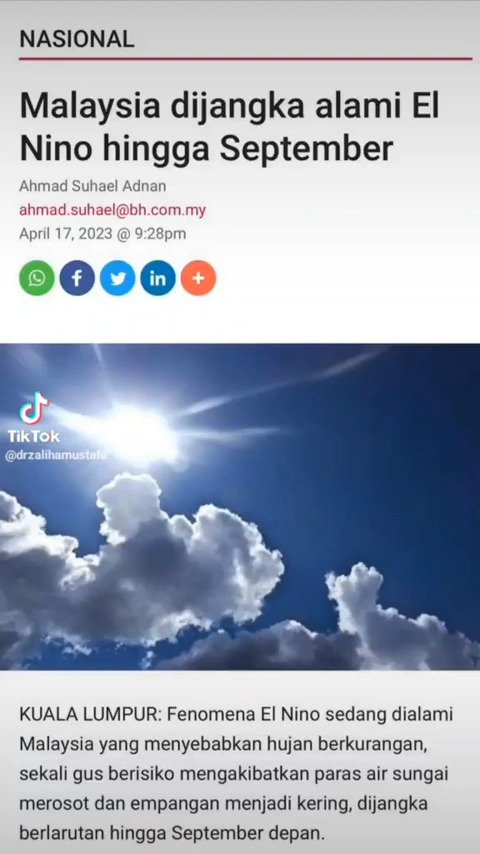 NASIONAL
Malaysia dijangka alami El
Nino hingga September
Ahmad Suhael Adnan
ahmad.suhael@bh.com.my
April 17, 2023 @ 9:28pm
TikTok
@drzalihamustafa
KUALA LUMPUR: Fenomena El Nino sedang dialami
Malaysia yang menyebabkan hujan berkurangan,
sekali gus berisiko mengakibatkan paras air sungai
merosot dan empangan menjadi kering, dijangka
berlarutan hingga September depan.